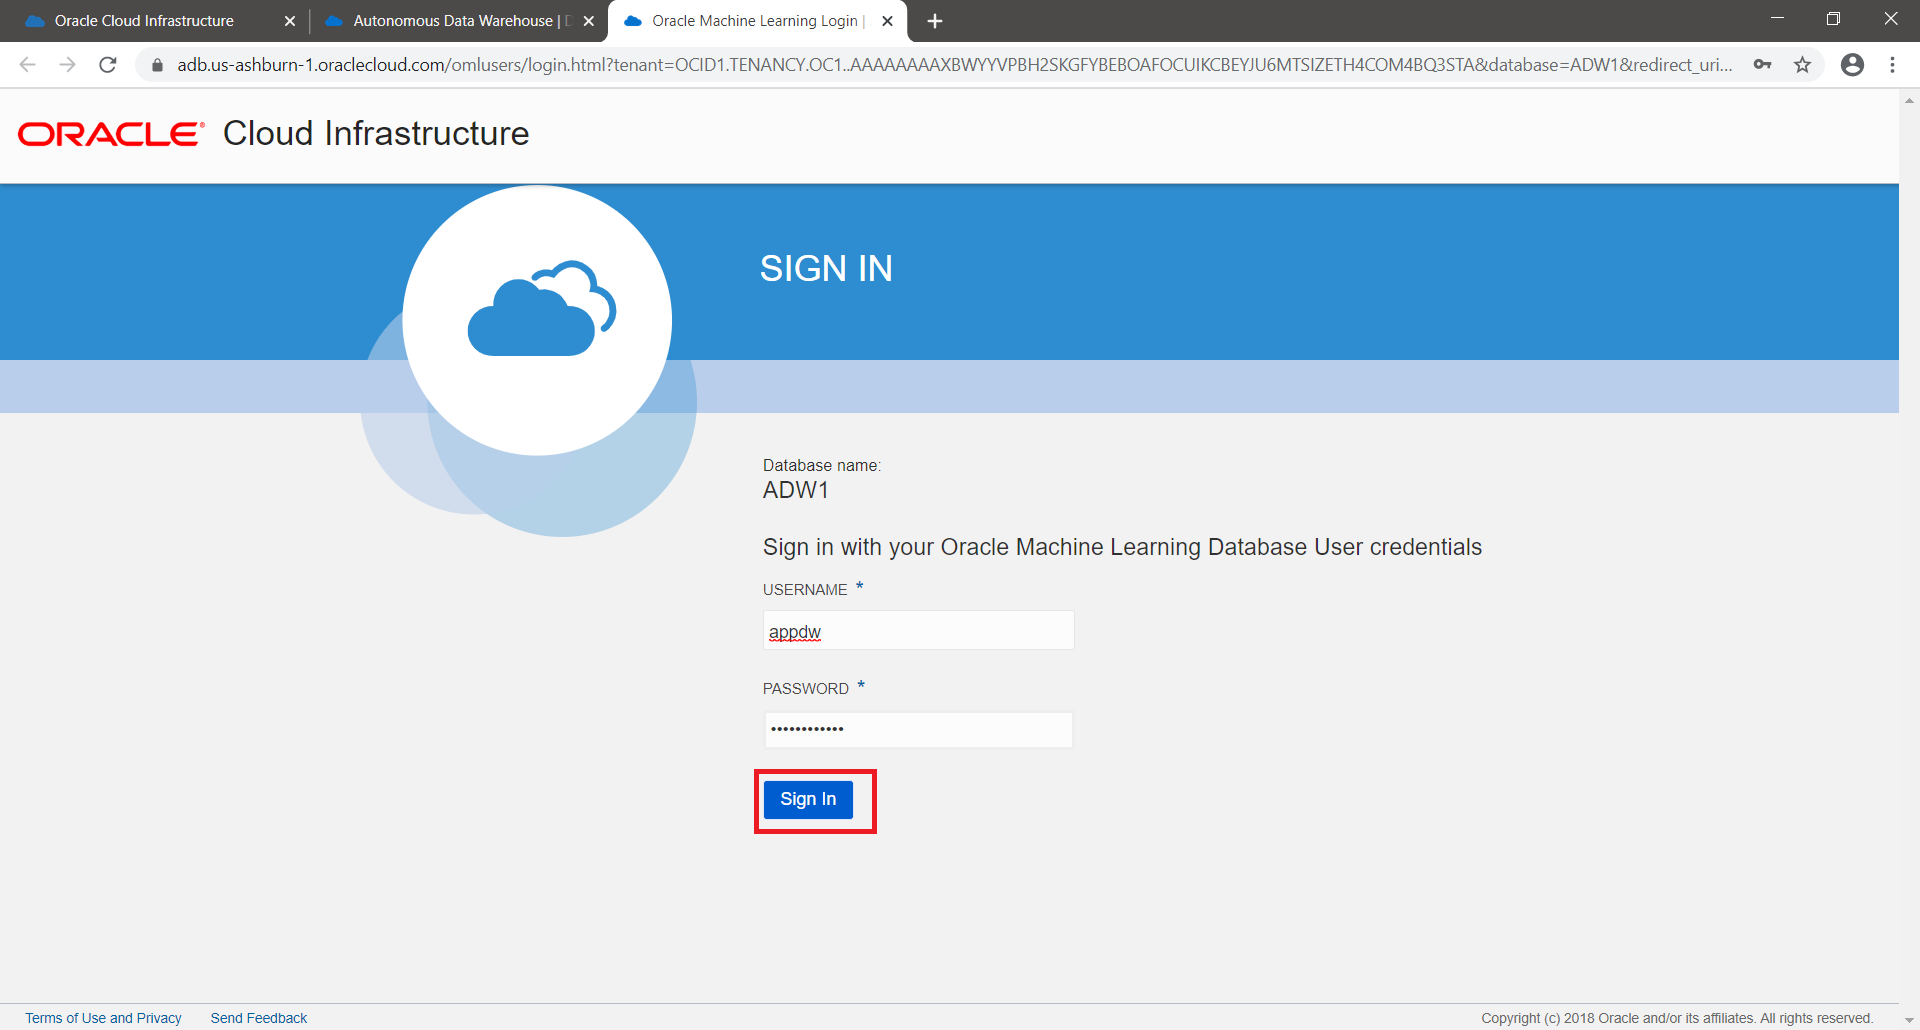 Oracle Cloud Infrastructure
Autonomous Data Warehouse |
Oracle Machine Learning Login |
adb.us-ashburn-1.oraclecloud.com/omlusers/login.html?tenant=OCID1.TENANCY.OC1..AAAAAAAAXBWYYVPBH2SKGFYBEBOAFOCUIKCBEYJU6MTSIZETH4COM4BQ3STA&database=ADW1&redirect_uri...
ORACLE® Cloud Infrastructure
SIGN IN
Database name:
ADW1
Sign in with your Oracle Machine Learning Database User credentials
USERNAME *
appdw
PASSWORD *
••••••••••••
Sign In
Terms of Use and Privacy Send Feedback Copyright (c) 2018 Oracle and/or its affiliates. All rights reserved.